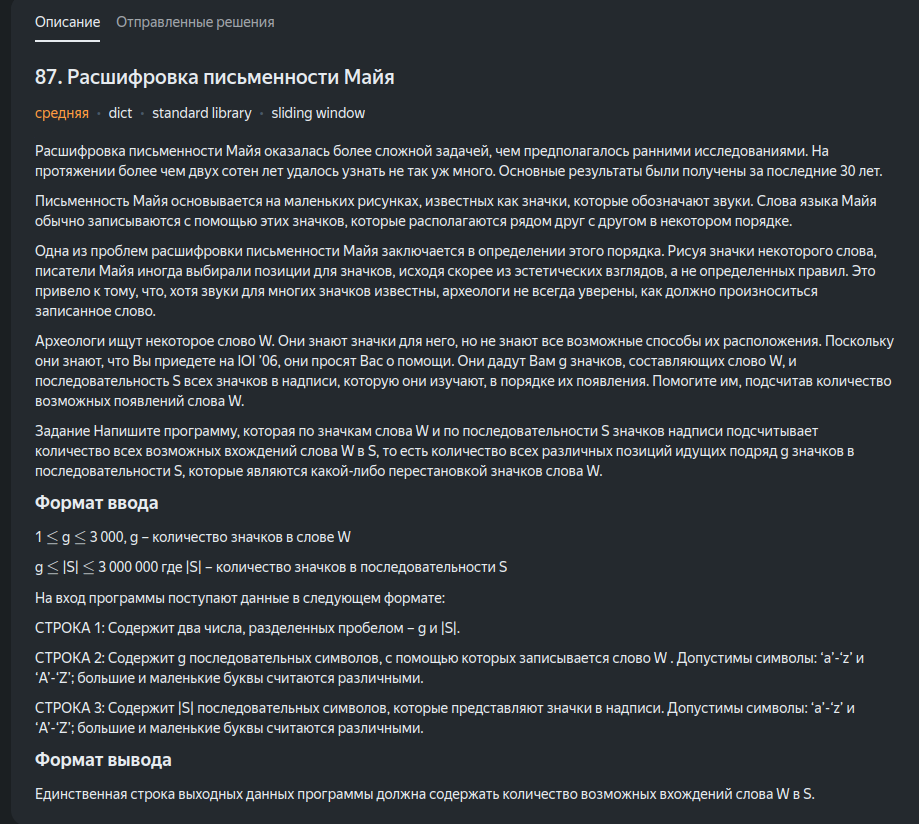 Описание Отправленные решения
87. Расшифровка письменности Майя
средняя · dict · standard library · sliding window
Расшифровка письменности Майя оказалась более сложной задачей, чем предполагалось ранними исследованиями. На
протяжении более чем двух сотен лет удалось узнать не так уж много. Основные результаты были получены за последние 30 лет.
Письменность Майя основывается на маленьких рисунках, известных как значки, которые обозначают звуки. Слова языка Майя
обычно записываются с помощью этих значков, которые располагаются рядом друг с другом в некотором порядке.
Одна из проблем расшифровки письменности Майя заключается в определении этого порядка. Рисуя значки некоторого слова,
писатели Майя иногда выбирали позиции для значков, исходя скорее из эстетических взглядов, а не определенных правил. Это
привело к тому, что, хотя звуки для многих значков известны, археологи не всегда уверены, как должно произноситься
записанное слово.
Археологи ищут некоторое слово W. Они знают значки для него, но не знают все возможные способы их расположения. Поскольку
они знают, что Вы приедете на IOI ’06, они просят Вас о помощи. Они дадут Вам g значков, составляющих слово W, и
последовательность S всех значков в надписи, которую они изучают, в порядке их появления. Помогите им, подсчитав количество
возможных появлений слова W.
Задание Напишите программу, которая по значкам слова W и по последовательности S значков надписи подсчитывает
количество всех возможных вхождений слова W в S, то есть количество всех различных позиций идущих подряд g значков в
последовательности S, которые являются какой-либо перестановкой значков слова W.
Формат ввода
1 ≤ g ≤ 3 000, g – количество значков в слове W
g ≤ |S| ≤ 3 000 000 где |S| – количество значков в последовательности S
На вход программы поступают данные в следующем формате:
СТРОКА 1: Содержит два числа, разделенных пробелом – g и |S|.
СТРОКА 2: Содержит g последовательных символов, с помощью которых записывается слово W . Допустимы символы: ‘a’-‘z’ и
‘A’-‘Z’; большие и маленькие буквы считаются различными.
СТРОКА 3: Содержит |S| последовательных символов, которые представляют значки в надписи. Допустимы символы: ‘a’-‘z’ и
‘A’-‘Z’; большие и маленькие буквы считаются различными.
Формат вывода
Единственная строка выходных данных программы должна содержать количество возможных вхождений слова W в S.